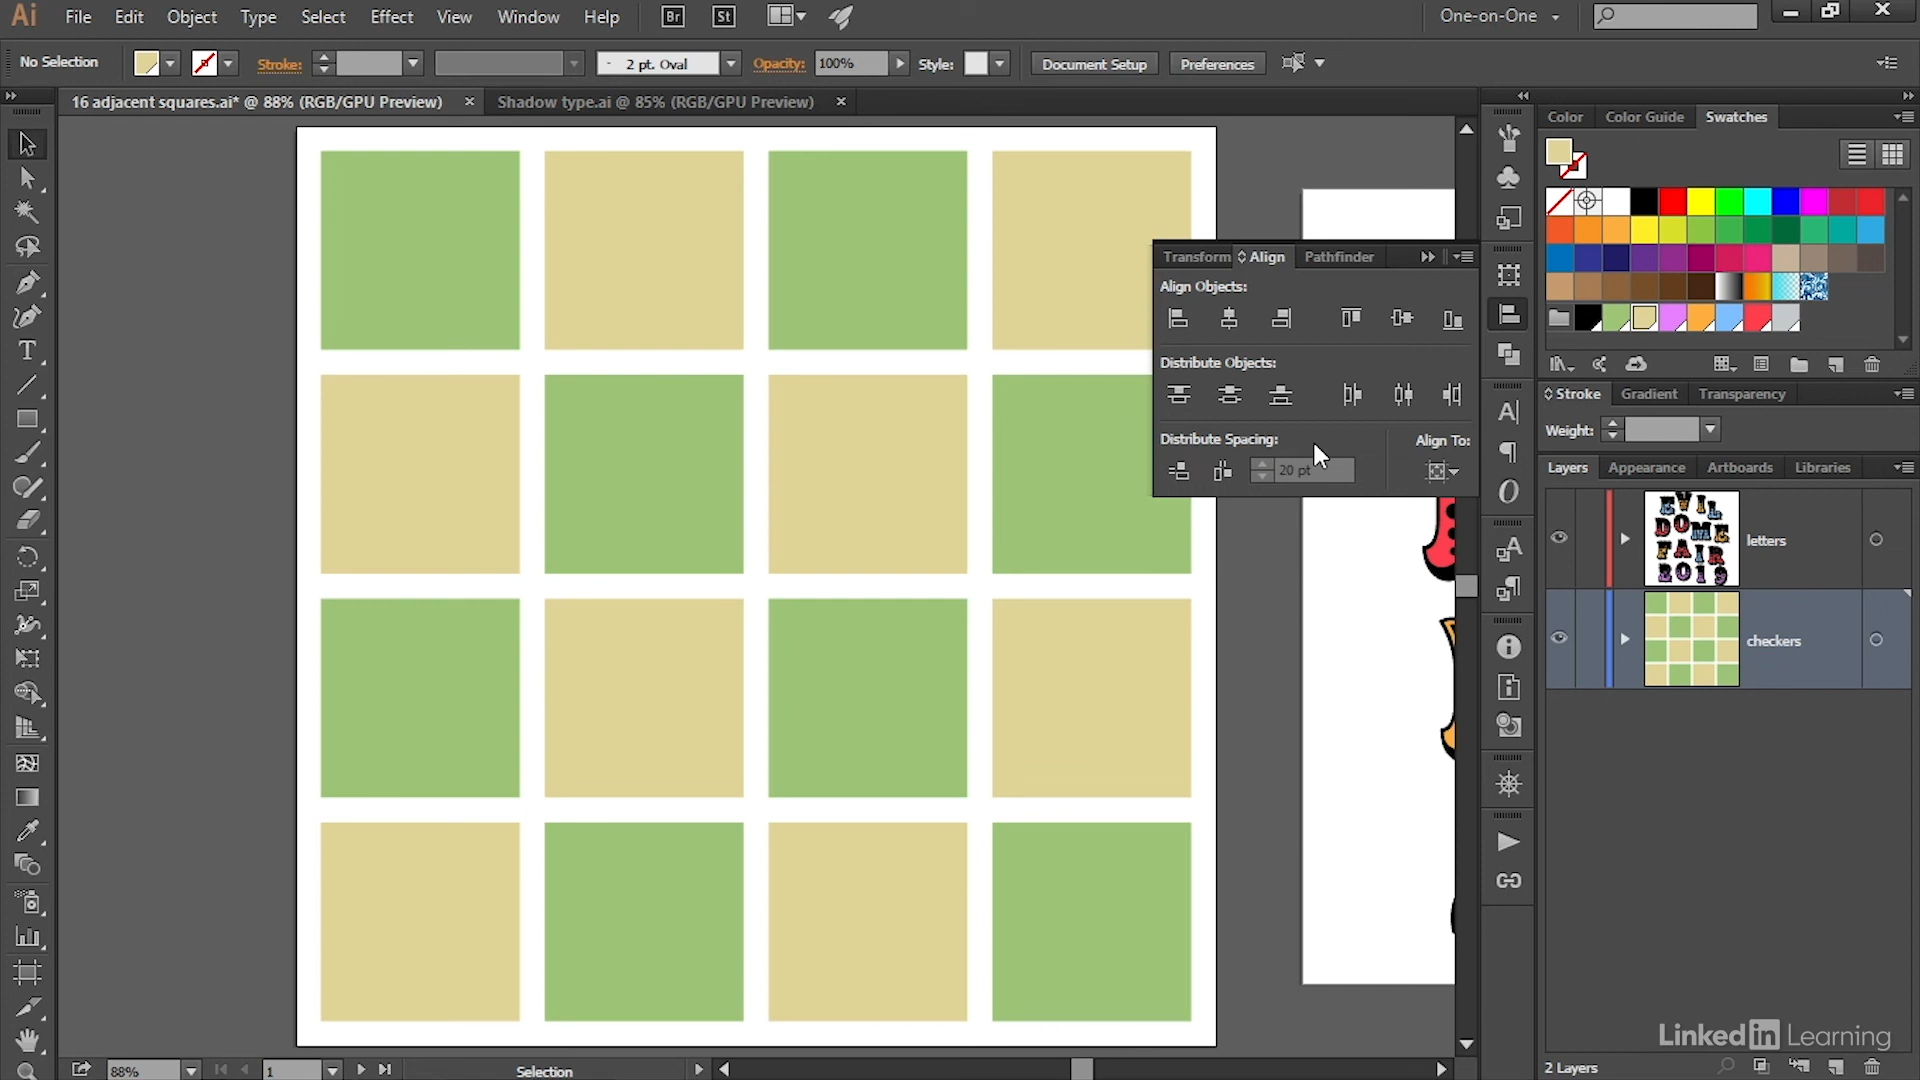 Ai File Edit Object Type Select Effect View Window Help Br St One-on-One
No Selection Stroke: 2 pt. Oval Opacity: 100% Style: Document Setup Preferences
16 adjacent squares.ai* @ 88% (RGB/GPU Preview) Shadow type.ai @ 85% (RGB/GPU Preview)
Color Color Guide Swatches
Transform Align Pathfinder
Align Objects:
Distribute Objects:
Distribute Spacing: Align To:
20 pt
Stroke Gradient Transparency
Weight:
Layers Appearance Artboards Libraries
EVIL
DOME
FAIR
2019
letters
checkers
LinkedIn Learning
88% 1 Selection
2 Layers